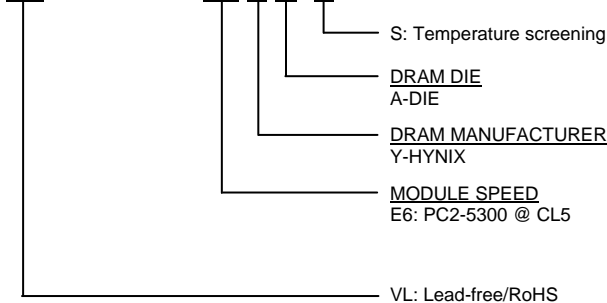 S: Temperature screening
DRAM DIE
A-DIE
DRAM MANUFACTURER
Y-HYNIX
MODULE SPEED
E6: PC2-5300 @ CL5
VL: Lead-free/RoHS